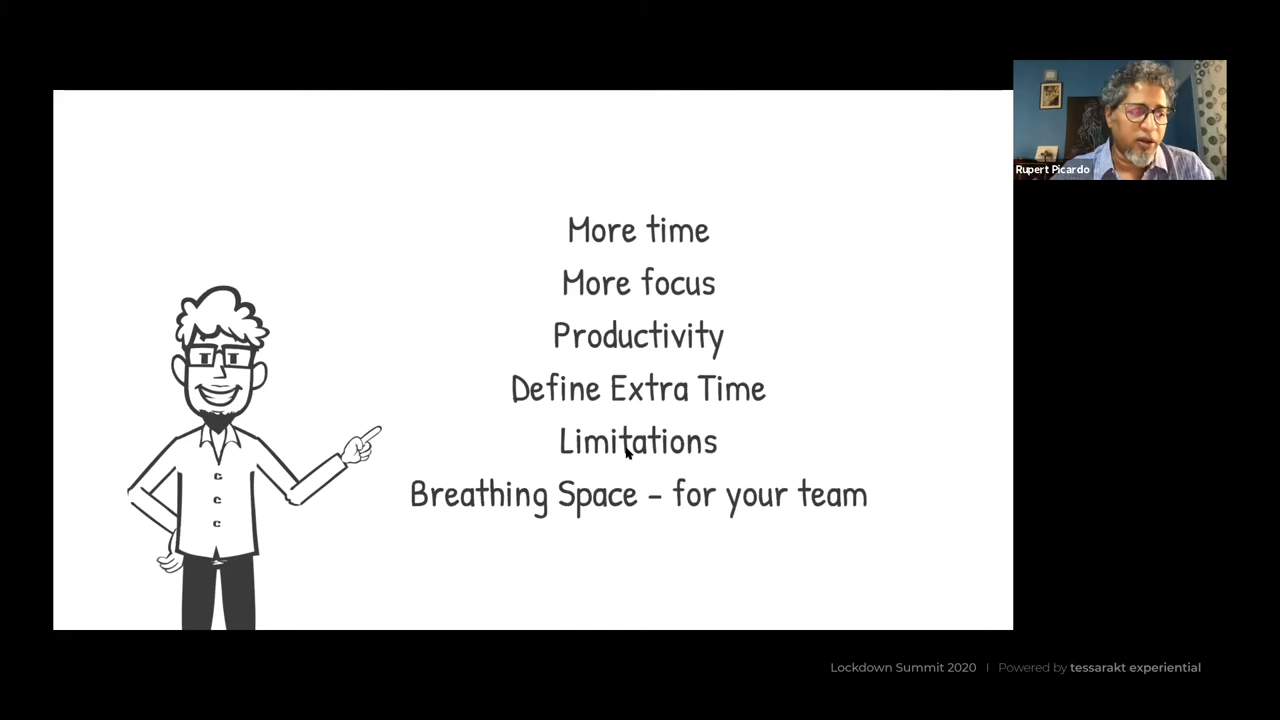 Rupert Picardo
More time
More focus
Productivity
Define Extra Time
Limitations
Breathing Space - for your team
Lockdown Summit 2020 | Powered by tessarakt experiential